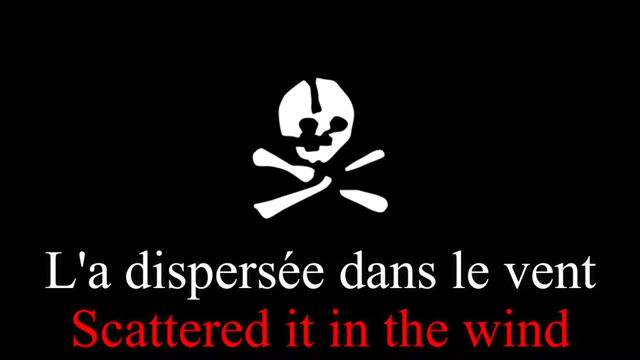 L'a dispersée dans le vent
Scattered it in the wind